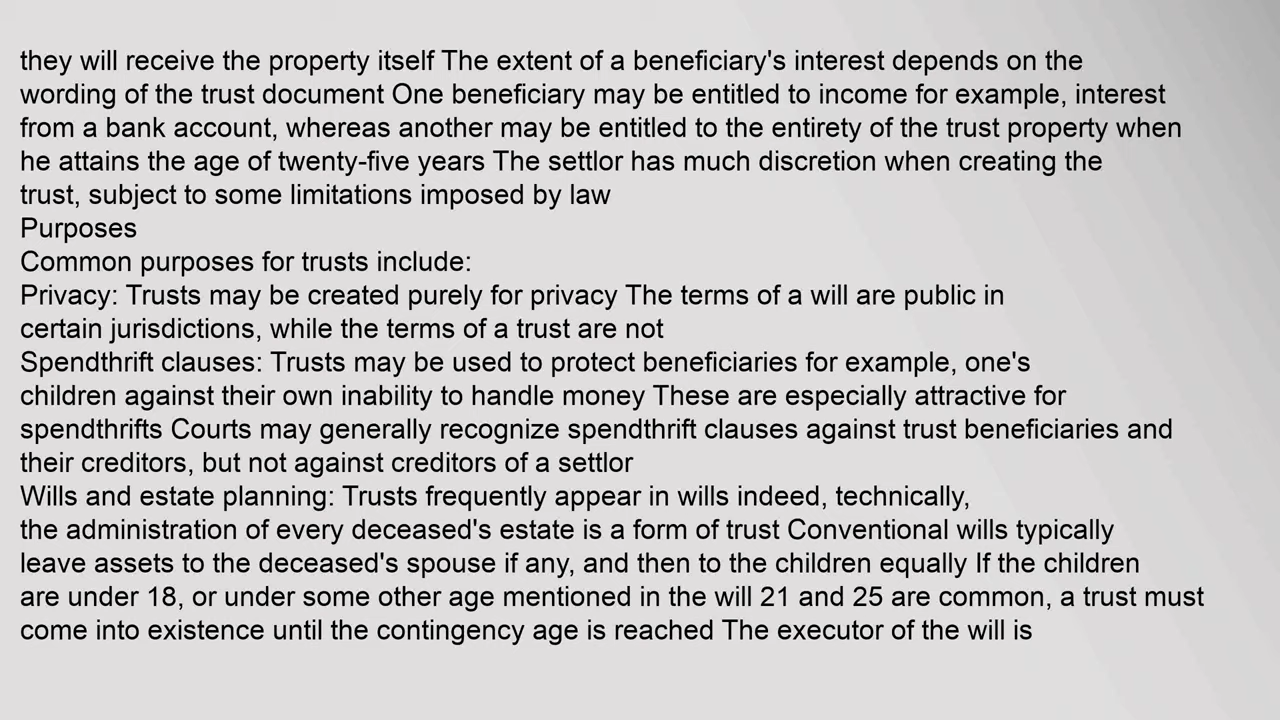 they will receive the property itself The extent of a beneficiary's interest depends on the
wording of the trust document One beneficiary may be entitled to income for example, interest
from a bank account, whereas another may be entitled to the entirety of the trust property when
he attains the age of twenty-five years The settlor has much discretion when creating the
trust, subject to some limitations imposed by law
Purposes
Common purposes for trusts include:
Privacy: Trusts may be created purely for privacy The terms of a will are public in
certain jurisdictions, while the terms of a trust are not
Spendthrift clauses: Trusts may be used to protect beneficiaries for example, one's
children against their own inability to handle money These are especially attractive for
spendthrifts Courts may generally recognize spendthrift clauses against trust beneficiaries and
their creditors, but not against creditors of a settlor
Wills and estate planning: Trusts frequently appear in wills indeed, technically,
the administration of every deceased's estate is a form of trust Conventional wills typically
leave assets to the deceased's spouse if any, and then to the children equally If the children
are under 18, or under some other age mentioned in the will 21 and 25 are common, a trust must
come into existence until the contingency age is reached The executor of the will is